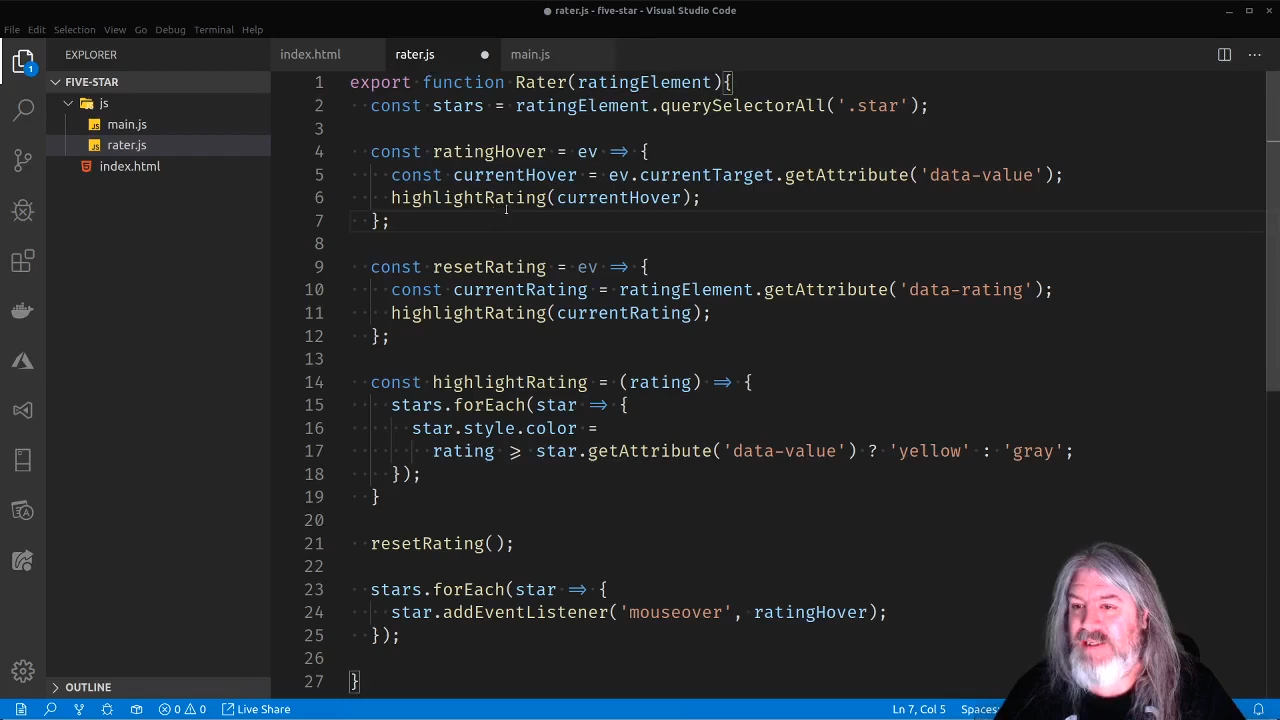 rater.js - five-star - Visual Studio Code
File Edit Selection View Go Debug Terminal Help
EXPLORER
index.html rater.js main.js
FIVE-STAR
js
JS main.js
JS rater.js
index.html
1
1 export function Rater(ratingElement){
2 const stars = ratingElement.querySelectorAll('.star');
3
4 const ratingHover = ev => {
5 const currentHover = ev.currentTarget.getAttribute('data-value');
6 highlightRating(currentHover);
7 };
8
9 const resetRating = ev => {
10 const currentRating = ratingElement.getAttribute('data-rating');
11 highlightRating(currentRating);
12 };
13
14 const highlightRating = (rating) => {
15 stars.forEach(star => {
16 star.style.color =
17 rating >= star.getAttribute('data-value') ? 'yellow' : 'gray';
18 });
19 }
20
21 resetRating();
22
23 stars.forEach(star => {
24 star.addEventListener('mouseover', ratingHover);
25 });
26
27 }
OUTLINE
0 0 Live Share Ln 7, Col 5 Spaces: